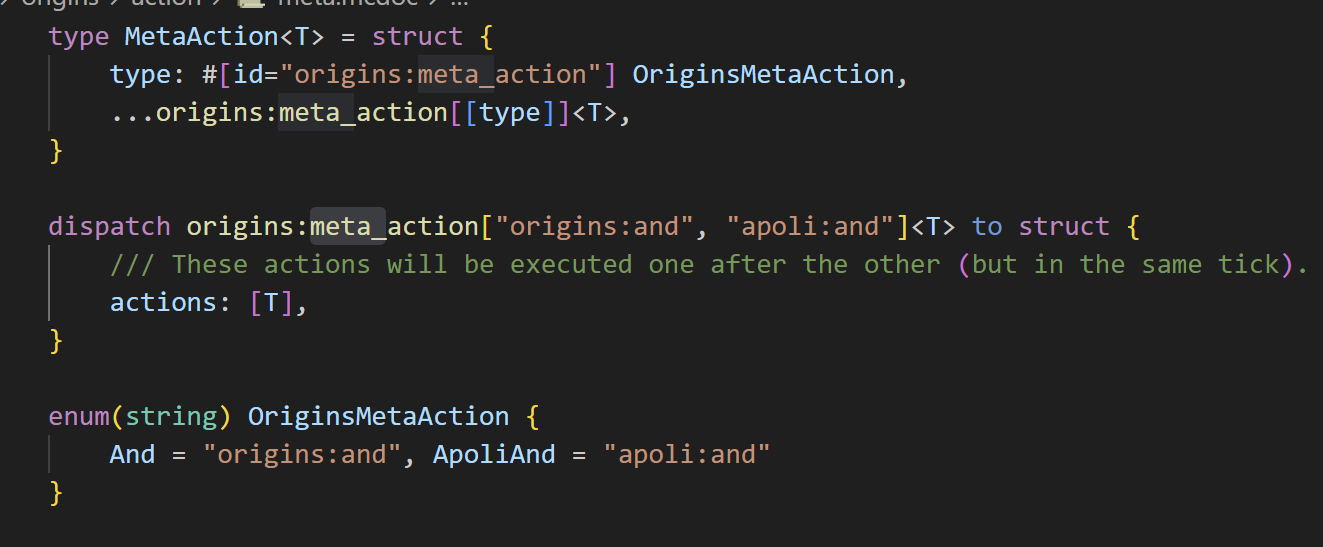 origins > action > meta.mcdoc > ...
type MetaAction<T> = struct {
    type: #[id="origins:meta_action"] OriginsMetaAction,
    ...origins:meta_action[[type]]<T>,
}
dispatch origins:meta_action["origins:and", "apoli:and"]<T> to struct {
    /// These actions will be executed one after the other (but in the same tick).
    actions: [T],
}
enum(string) OriginsMetaAction {
    And = "origins:and", ApoliAnd = "apoli:and"
}